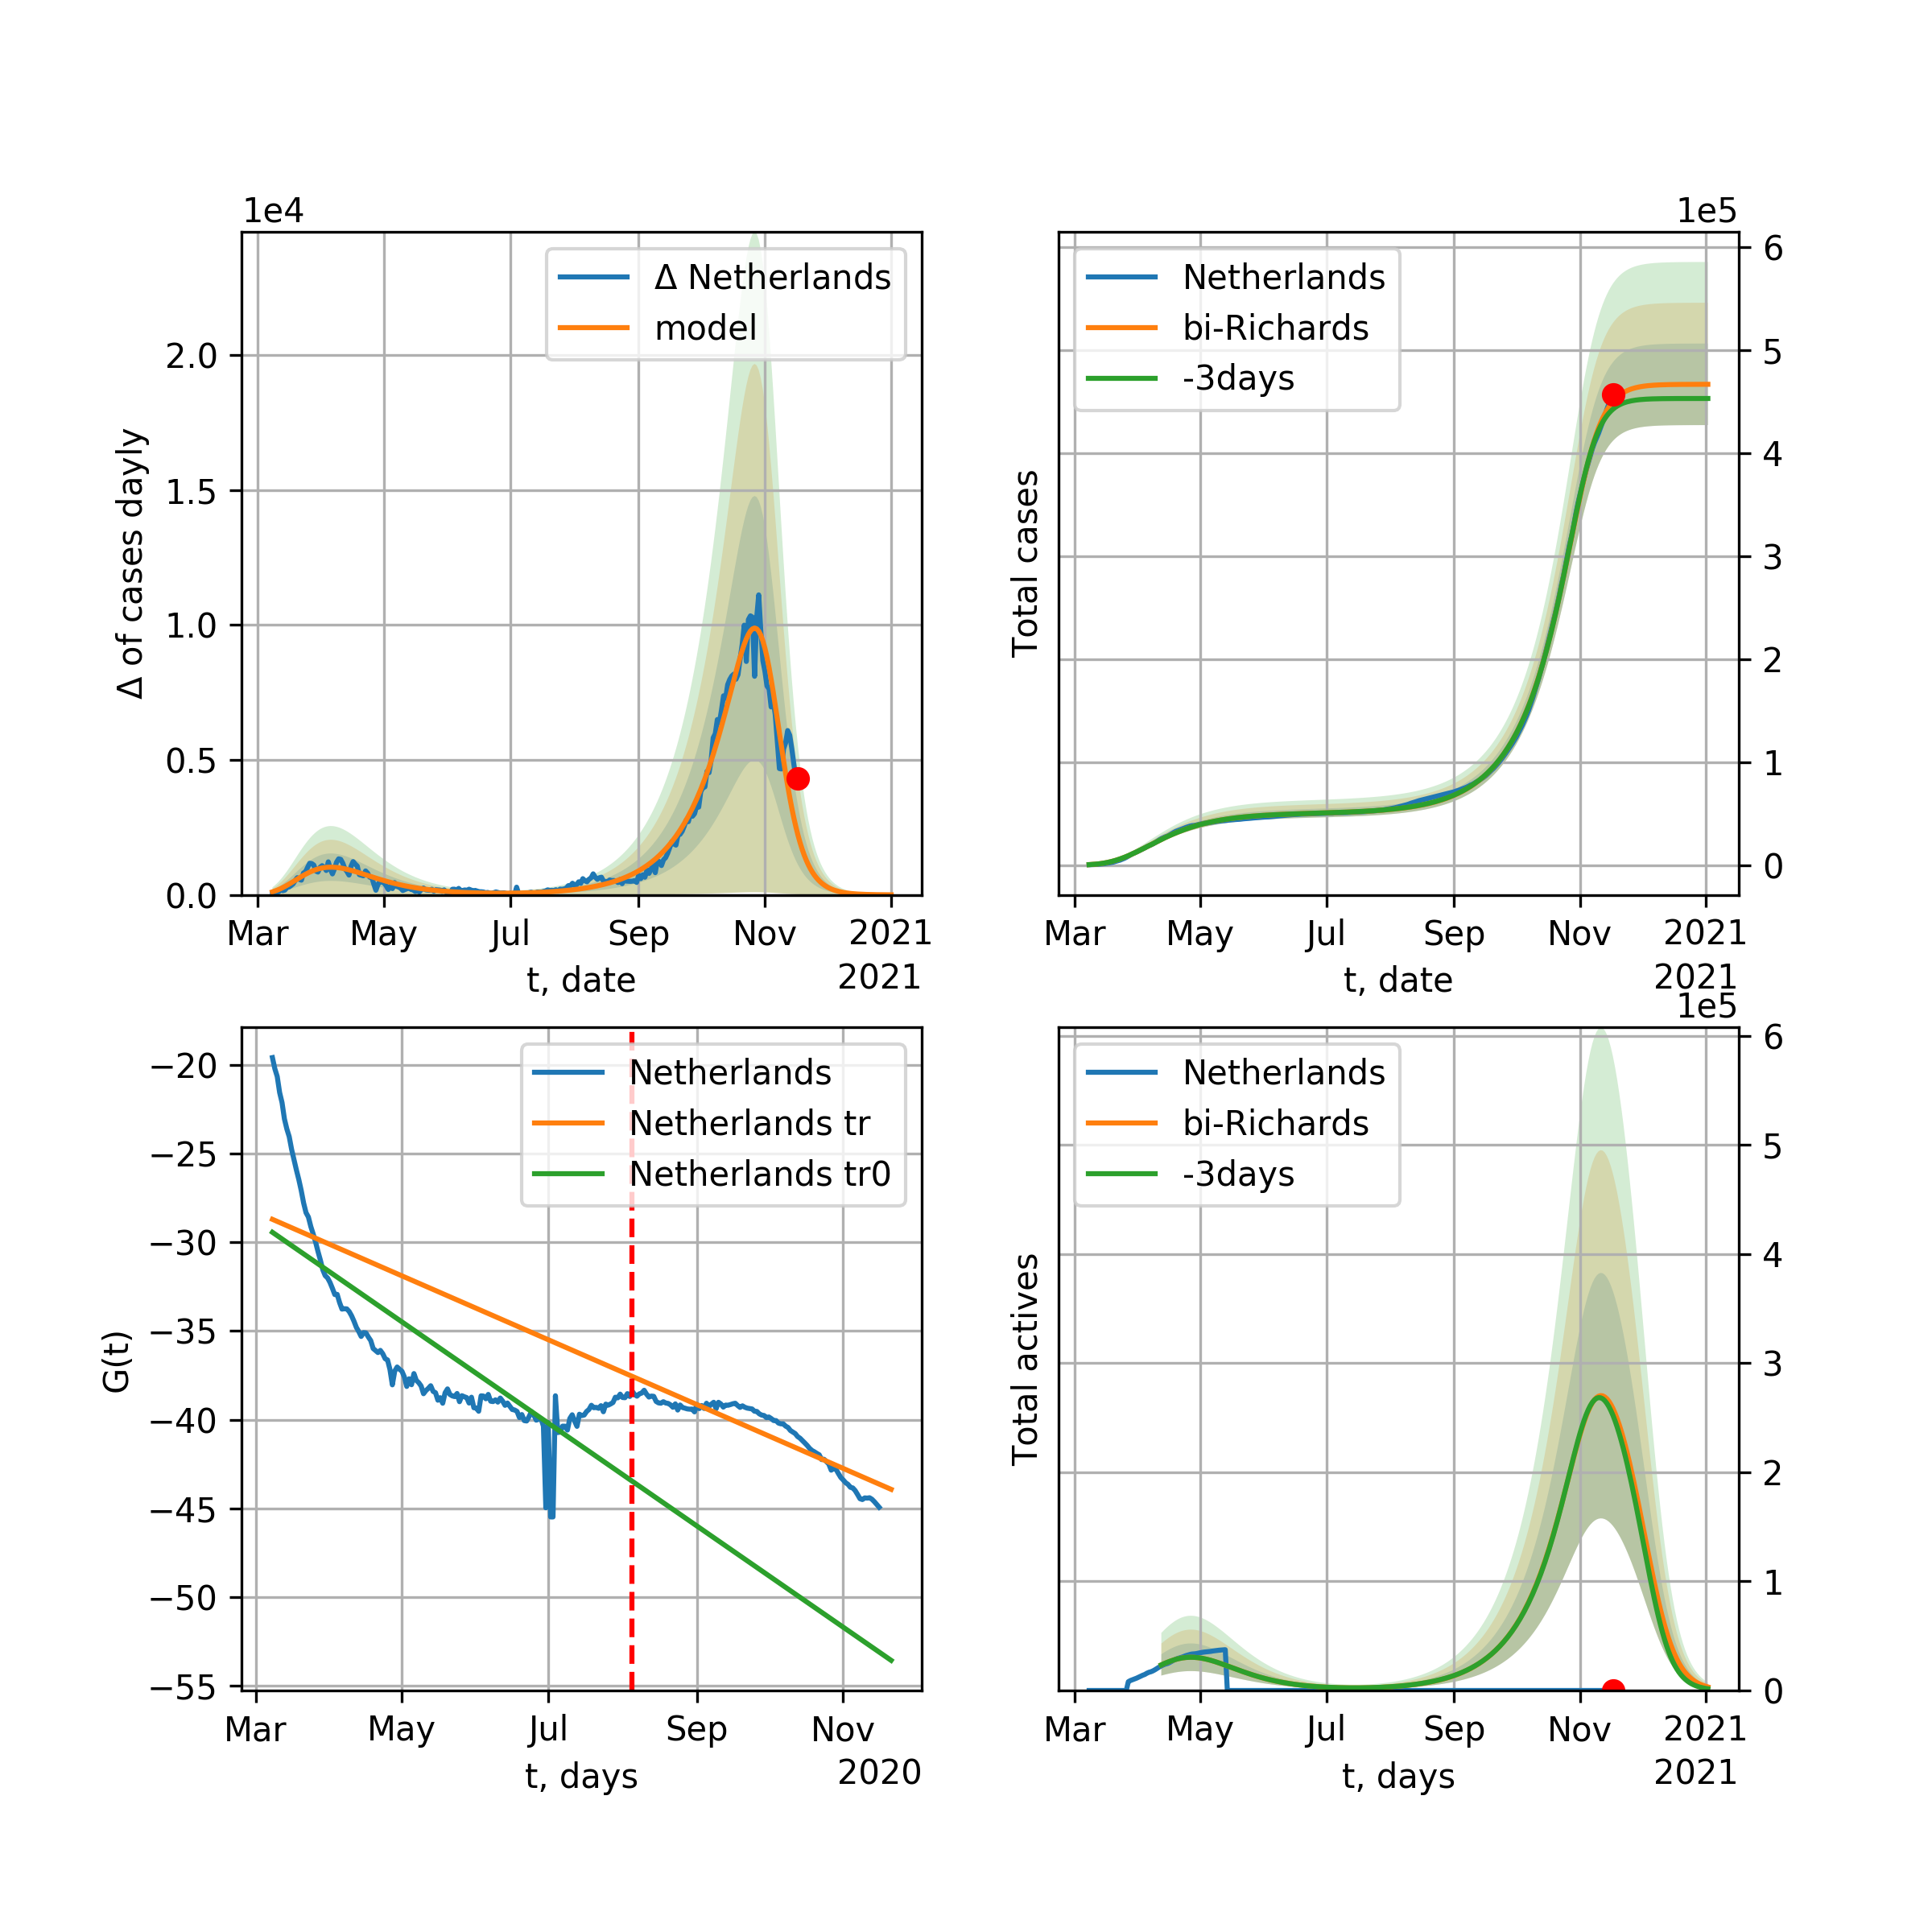 1e4
Δ of cases dayly
2.0
1.5
1.0
0.5
0.0
Δ Netherlands
model
Mar May Jul Sep Nov 2021
t, date 2021
1e5
Total cases
Netherlands
bi-Richards
-3days
6
5
4
3
2
1
0
Mar May Jul Sep Nov 2021
t, date 2021
G(t)
−20
−25
−30
−35
−40
−45
−50
−55
Netherlands
Netherlands tr
Netherlands tr0
Mar May Jul Sep Nov
t, days 2020
1e5
Total actives
Netherlands
bi-Richards
-3days
6
5
4
3
2
1
0
Mar May Jul Sep Nov 2021
t, days 2021